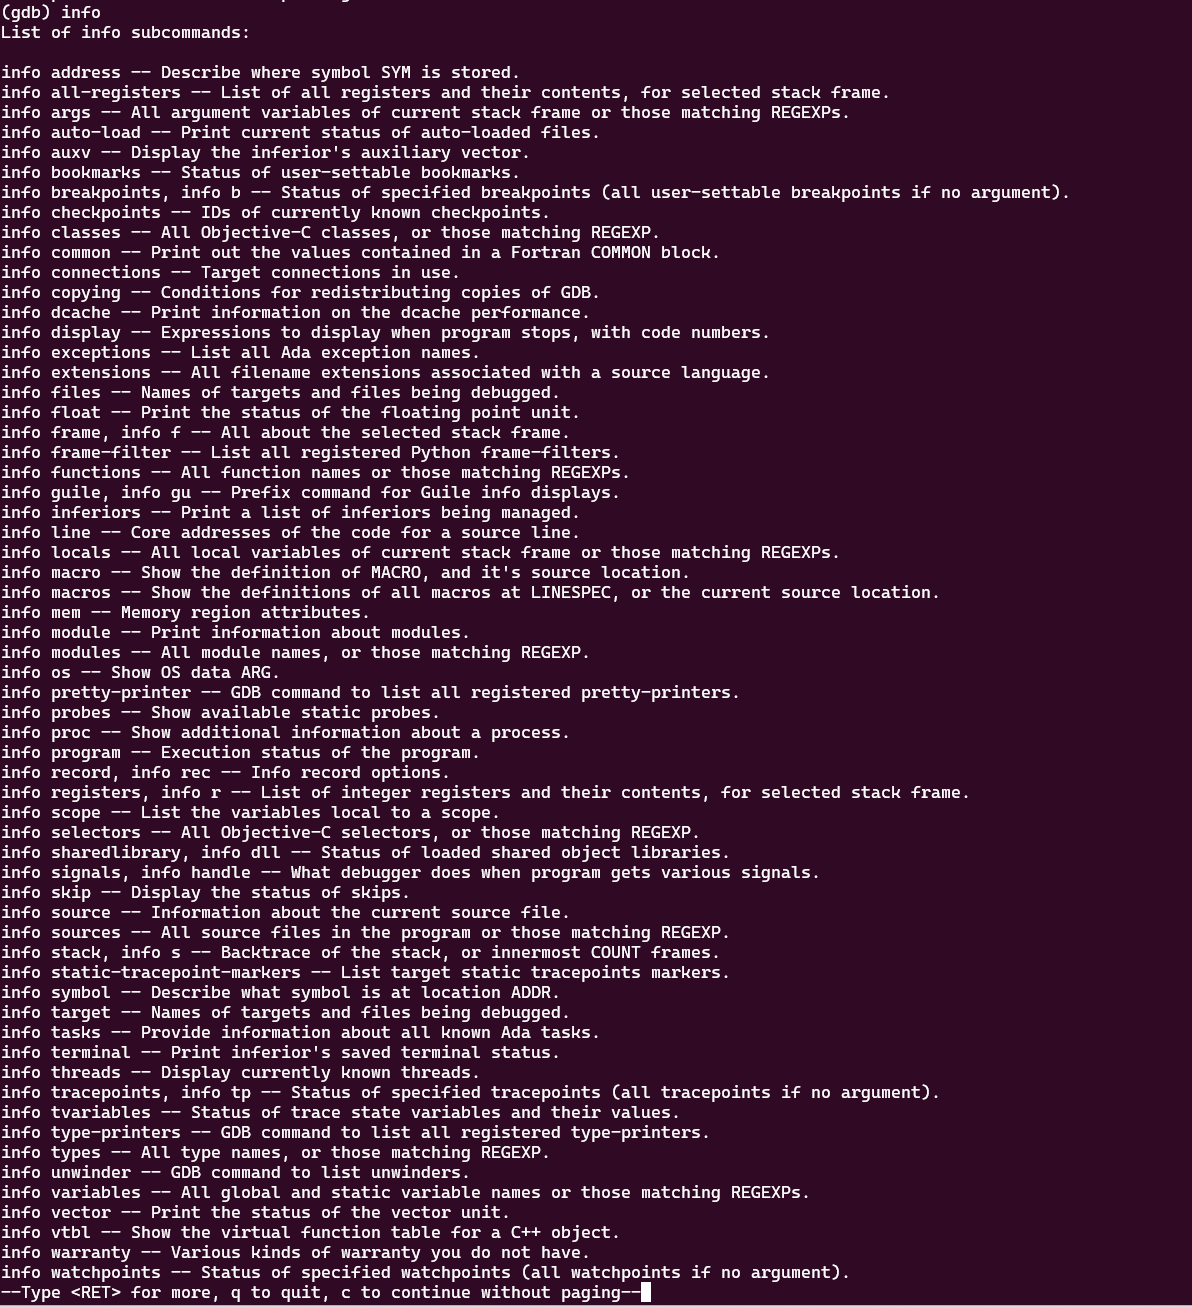 (gdb) info
List of info subcommands:

info address -- Describe where symbol SYM is stored.
info all-registers -- List of all registers and their contents, for selected stack frame.
info args -- All argument variables of current stack frame or those matching REGEXPs.
info auto-load -- Print current status of auto-loaded files.
info auxv -- Display the inferior's auxiliary vector.
info bookmarks -- Status of user-settable bookmarks.
info breakpoints, info b -- Status of specified breakpoints (all user-settable breakpoints if no argument).
info checkpoints -- IDs of currently known checkpoints.
info classes -- All Objective-C classes, or those matching REGEXP.
info common -- Print out the values contained in a Fortran COMMON block.
info connections -- Target connections in use.
info copying -- Conditions for redistributing copies of GDB.
info dcache -- Print information on the dcache performance.
info display -- Expressions to display when program stops, with code numbers.
info exceptions -- List all Ada exception names.
info extensions -- All filename extensions associated with a source language.
info files -- Names of targets and files being debugged.
info float -- Print the status of the floating point unit.
info frame, info f -- All about the selected stack frame.
info frame-filter -- List all registered Python frame-filters.
info functions -- All function names or those matching REGEXPs.
info guile, info gu -- Prefix command for Guile info displays.
info inferiors -- Print a list of inferiors being managed.
info line -- Core addresses of the code for a source line.
info locals -- All local variables of current stack frame or those matching REGEXPs.
info macro -- Show the definition of MACRO, and it's source location.
info macros -- Show the definitions of all macros at LINESPEC, or the current source location.
info mem -- Memory region attributes.
info module -- Print information about modules.
info modules -- All module names, or those matching REGEXP.
info os -- Show OS data ARG.
info pretty-printer -- GDB command to list all registered pretty-printers.
info probes -- Show available static probes.
info proc -- Show additional information about a process.
info program -- Execution status of the program.
info record, info rec -- Info record options.
info registers, info r -- List of integer registers and their contents, for selected stack frame.
info scope -- List the variables local to a scope.
info selectors -- All Objective-C selectors, or those matching REGEXP.
info sharedlibrary, info dll -- Status of loaded shared object libraries.
info signals, info handle -- What debugger does when program gets various signals.
info skip -- Display the status of skips.
info source -- Information about the current source file.
info sources -- All source files in the program or those matching REGEXP.
info stack, info s -- Backtrace of the stack, or innermost COUNT frames.
info static-tracepoint-markers -- List target static tracepoints markers.
info symbol -- Describe what symbol is at location ADDR.
info target -- Names of targets and files being debugged.
info tasks -- Provide information about all known Ada tasks.
info terminal -- Print inferior's saved terminal status.
info threads -- Display currently known threads.
info tracepoints, info tp -- Status of specified tracepoints (all tracepoints if no argument).
info tvariables -- Status of trace state variables and their values.
info type-printers -- GDB command to list all registered type-printers.
info types -- All type names, or those matching REGEXP.
info unwinder -- GDB command to list unwinders.
info variables -- All global and static variable names or those matching REGEXPs.
info vector -- Print the status of the vector unit.
info vtbl -- Show the virtual function table for a C++ object.
info warranty -- Various kinds of warranty you do not have.
info watchpoints -- Status of specified watchpoints (all watchpoints if no argument).
--Type <RET> for more, q to quit, c to continue without paging--